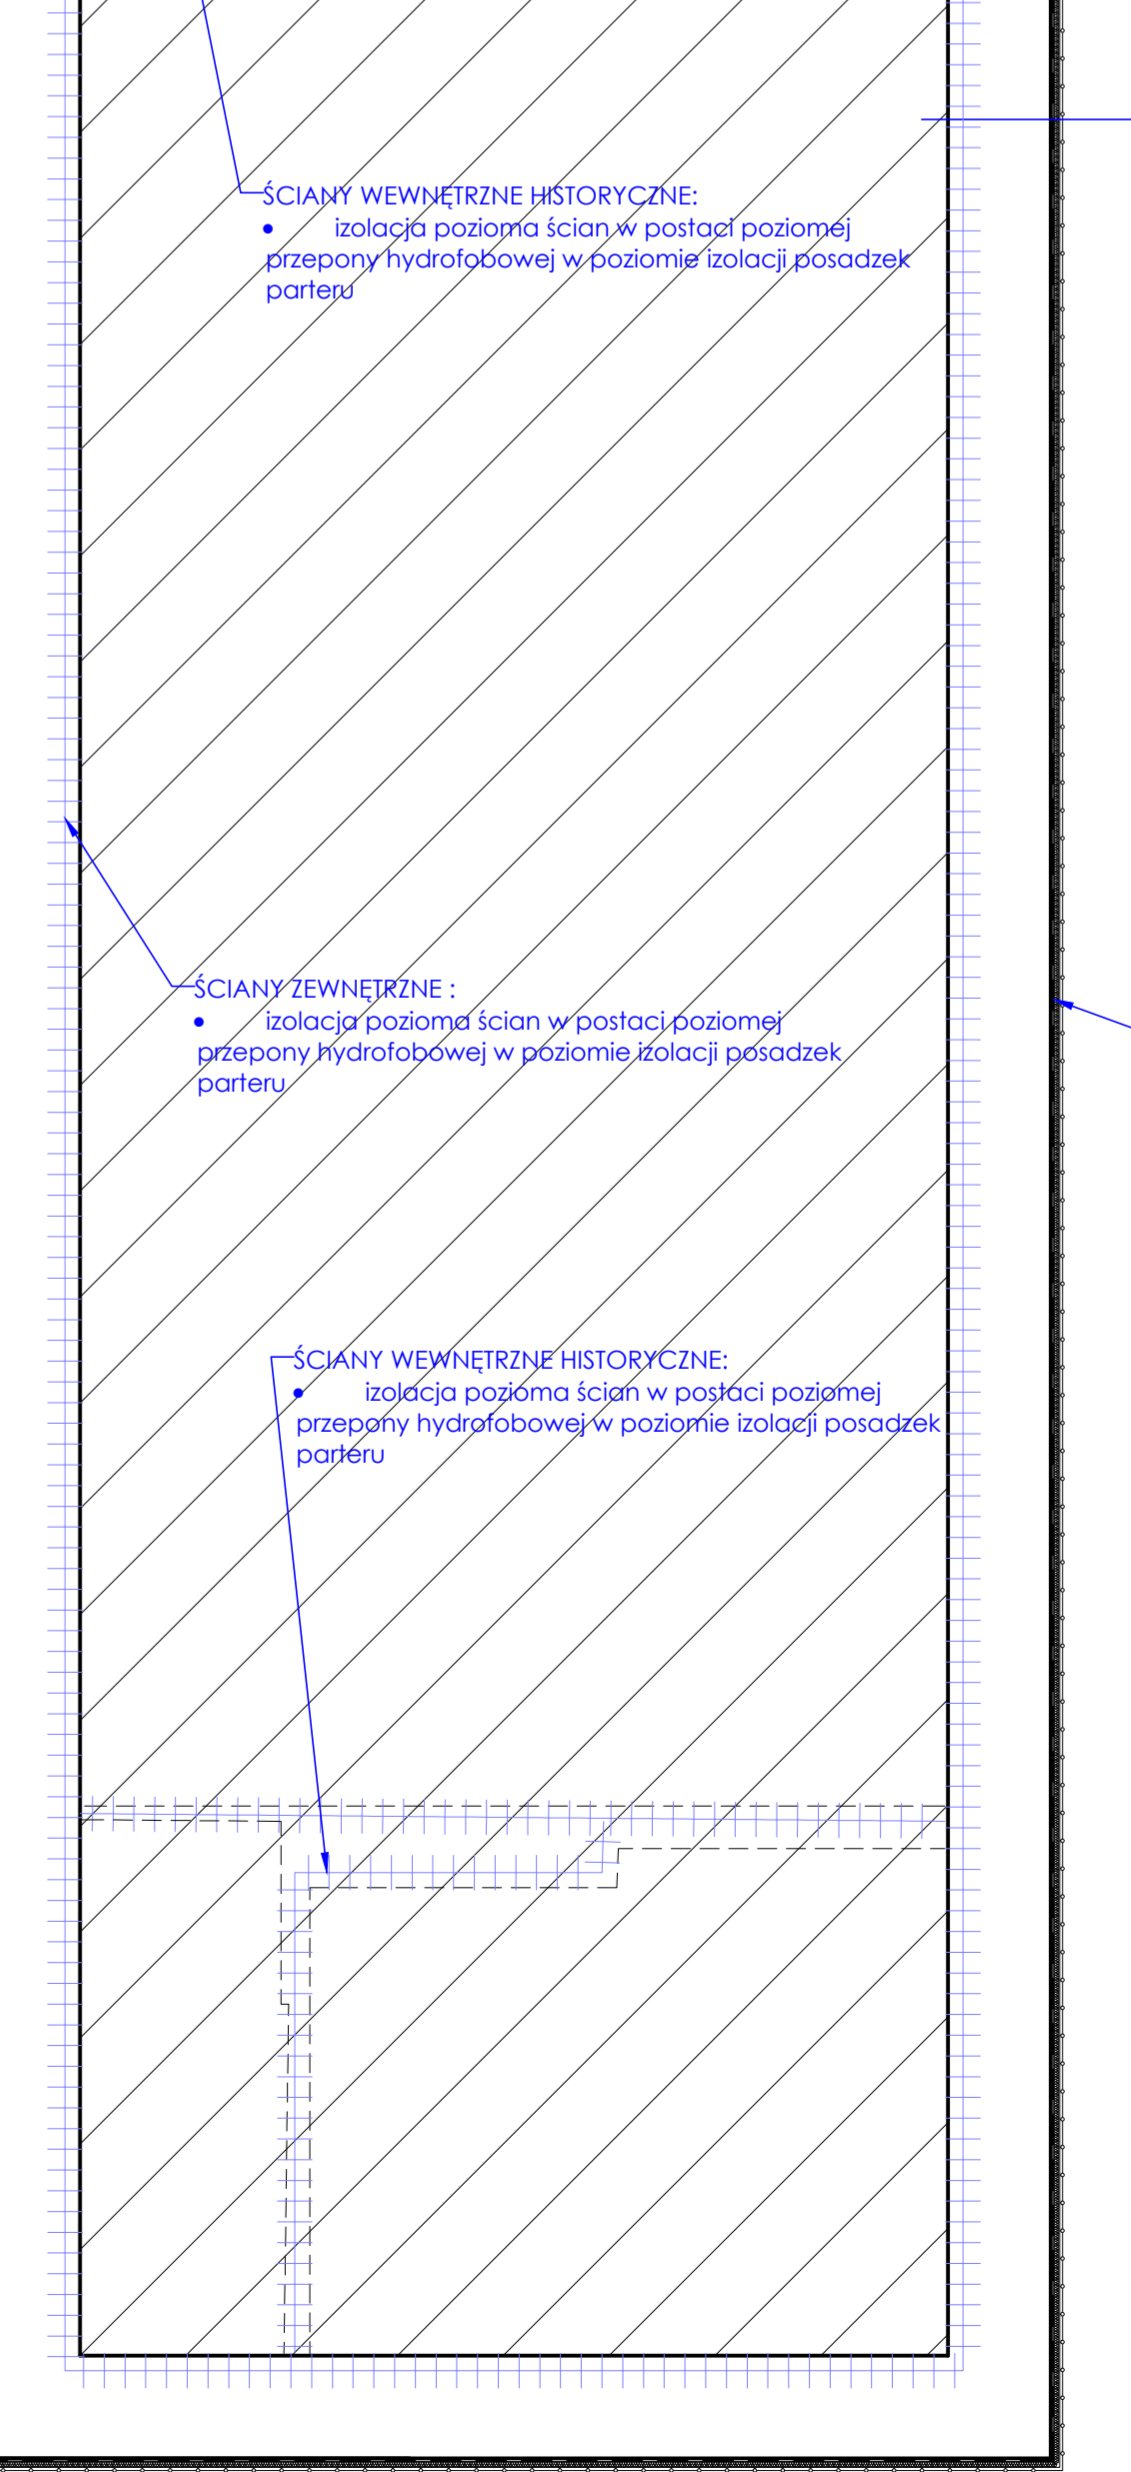 ŚCIANY WEWNĘTRZNE HISTORYCZNE:
• izolacja pozioma ścian w postaci poziomej
przepony hydrofobowej w poziomie izolacji posadzek
parteru
ŚCIANY ZEWNĘTRZNE :
• izolacja pozioma ścian w postaci poziomej
przepony hydrofobowej w poziomie izolacji posadzek
parteru
ŚCIANY WEWNĘTRZNE HISTORYCZNE:
• izolacja pozioma ścian w postaci poziomej
przepony hydrofobowej w poziomie izolacji posadzek
parteru